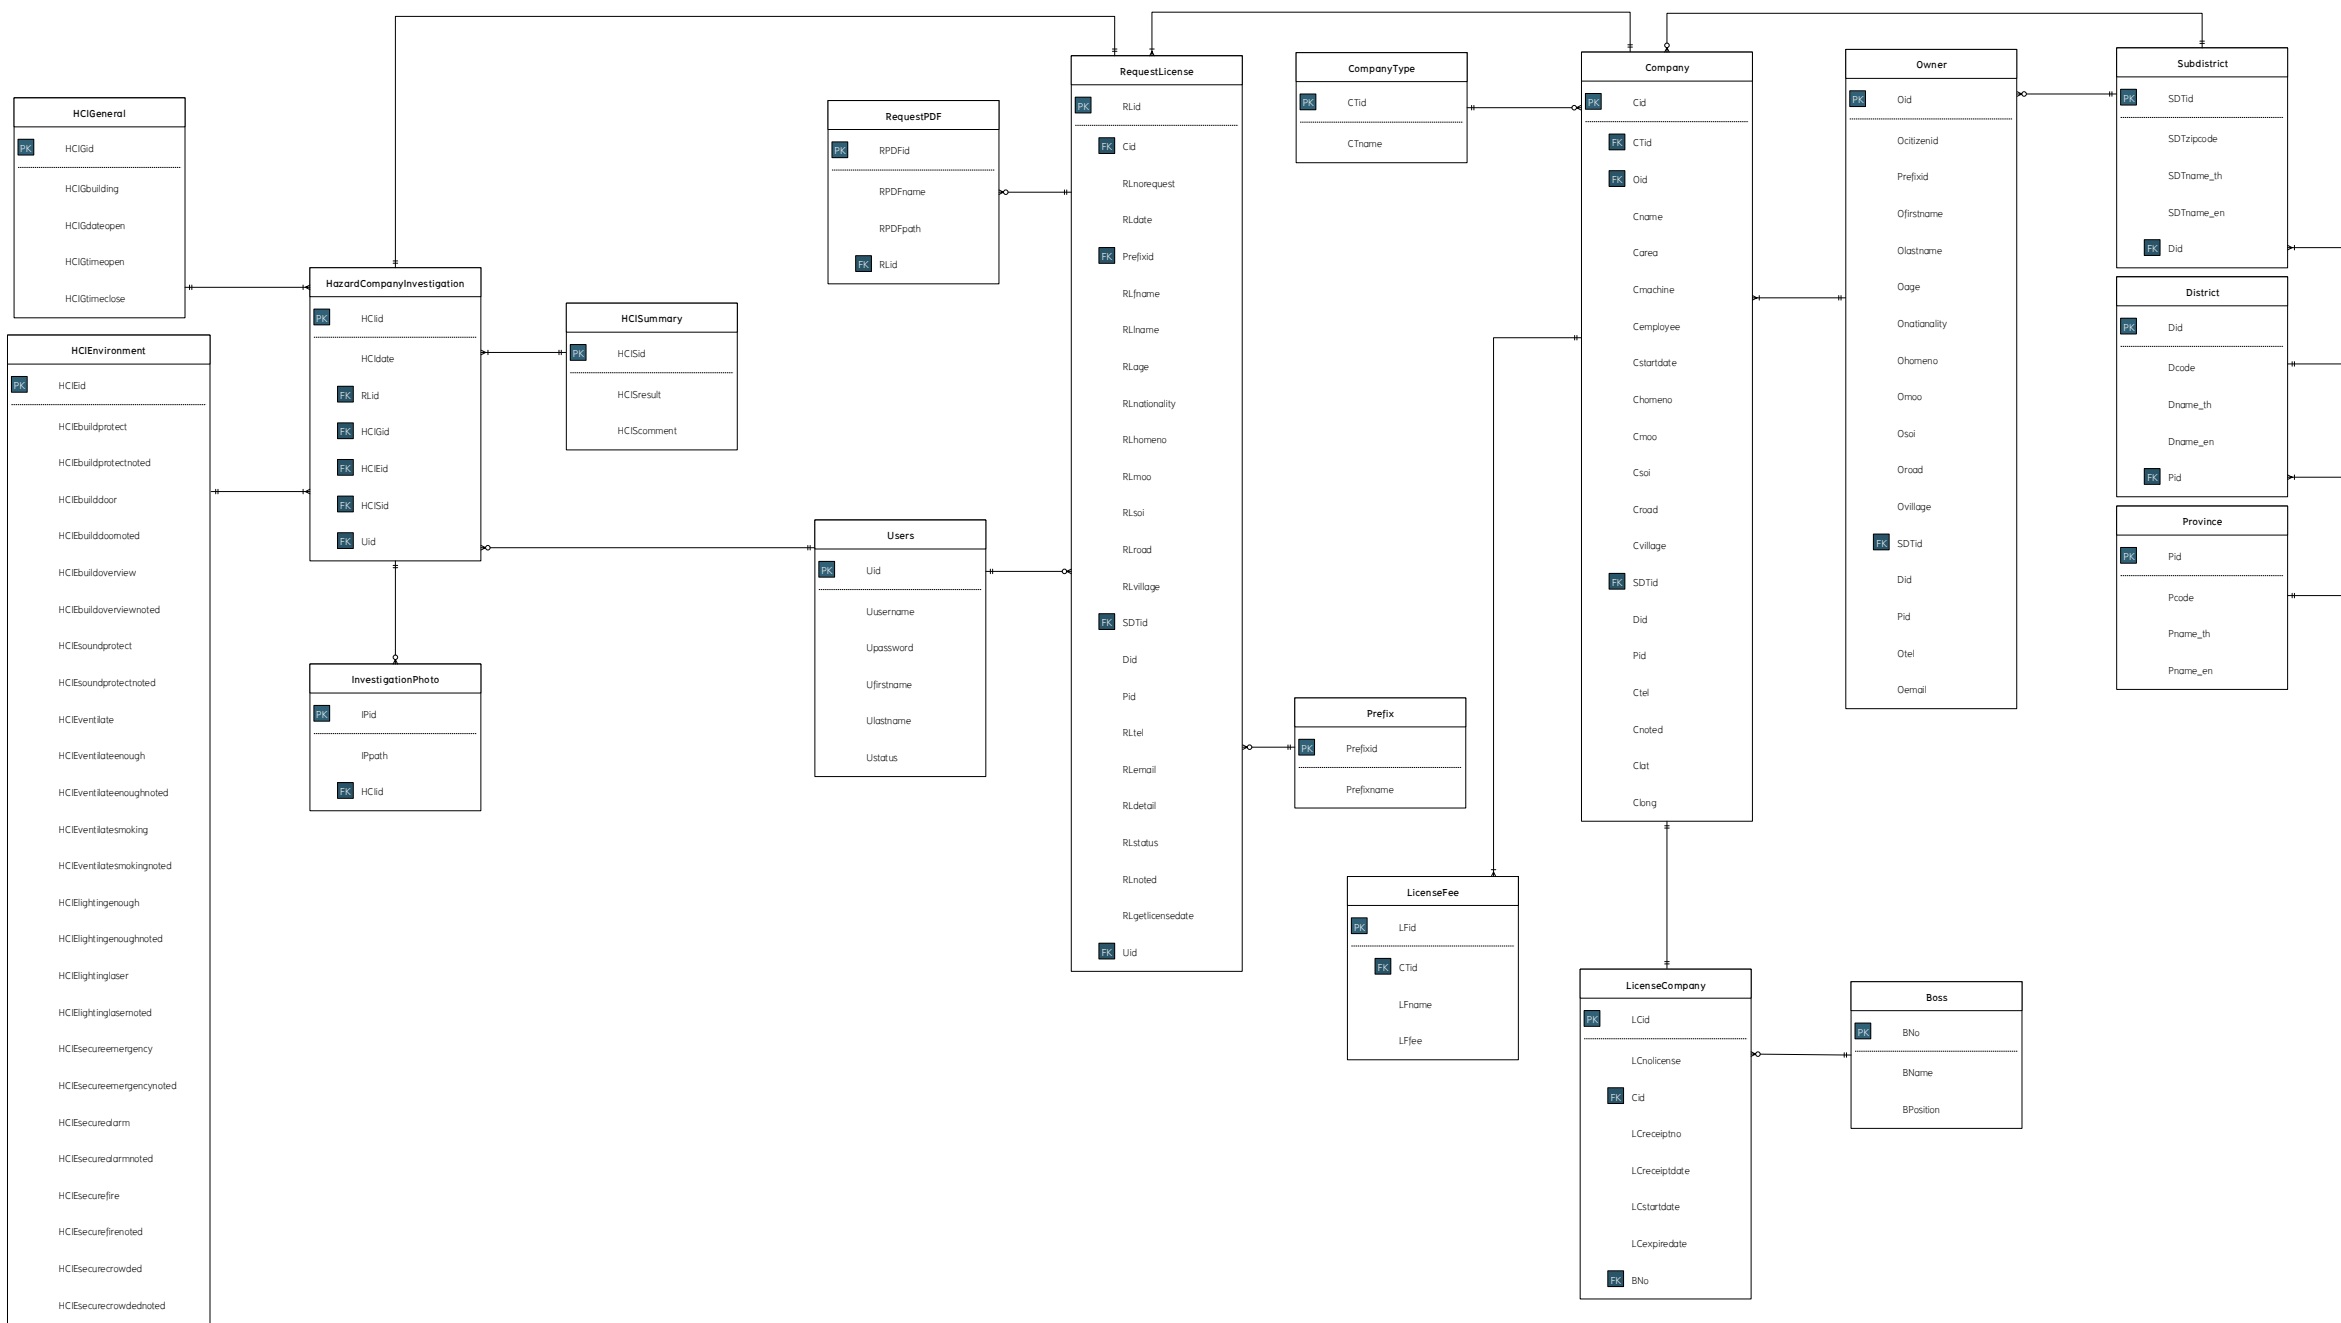 HCIGeneral
PK HCIGid
HCIGbuilding
HCIGdateopen
HCIGtimeopen
HCIGtimeclose
HCIEnvironment
PK HCIEid
HCIEbuildprotect
HCIEbuildprotectnoted
HCIEbuilddoor
HCIEbuilddoornoted
HCIEbuildoverview
HCIEbuildoverviewnoted
HCIEsoundprotect
HCIEsoundprotectnoted
HCIEventilate
HCIEventilateenough
HCIEventilateenoughnoted
HCIEventilatesmoking
HCIEventilatesmokingnoted
HCIElightingenough
HCIElightingenoughnoted
HCIElightinglaser
HCIElightinglasernoted
HCIEsecureemergency
HCIEsecureemergencynoted
HCIEsecurealarm
HCIEsecurealarmnoted
HCIEsecurefire
HCIEsecurefirenoted
HCIEsecurecrowded
HCIEsecurecrowdednoted
HazardCompanyInvestigation
PK HCIid
HCIdate
FK RLid
FK HCIGid
FK HCIEid
FK HCISid
FK Uid
InvestigationPhoto
PK IPid
IPpath
FK HCIid
HCISummary
PK HCISid
HCISresult
HCIScomment
RequestPDF
PK RPDFid
RPDFname
RPDFpath
FK RLid
Users
PK Uid
Uusername
Upassword
Ufirstname
Ulastname
Ustatus
RequestLicense
PK RLid
FK Cid
RLnorequest
RLdate
FK Prefixid
RLfname
RLlname
RLage
RLnationality
RLhomeno
RLmoo
RLsoi
RLroad
RLvillage
FK SDTid
Did
Pid
RLtel
RLemail
RLdetail
RLstatus
RLnoted
RLgetlicensedate
FK Uid
CompanyType
PK CTid
CTname
Prefix
PK Prefixid
Prefixname
LicenseFee
PK LFid
FK CTid
LFname
LFfee
Company
PK Cid
FK CTid
FK Oid
Cname
Carea
Cmachine
Cemployee
Cstartdate
Chomeno
Cmoo
Csoi
Croad
Cvillage
FK SDTid
Did
Pid
Ctel
Cnoted
Clat
Clong
LicenseCompany
PK LCid
LCnolicense
FK Cid
LCreceiptno
LCreceiptdate
LCstartdate
LCexpiredate
FK BNo
Owner
PK Oid
Ocitizenid
Prefixid
Ofirstname
Olastname
Oage
Onatianality
Ohomeno
Omoo
Osoi
Oroad
Ovillage
FK SDTid
Did
Pid
Otel
Oemail
Boss
PK BNo
BName
BPosition
Subdistrict
PK SDTid
SDTzipcode
SDTname_th
SDTname_en
FK Did
District
PK Did
Dcode
Dname_th
Dname_en
FK Pid
Province
PK Pid
Pcode
Pname_th
Pname_en